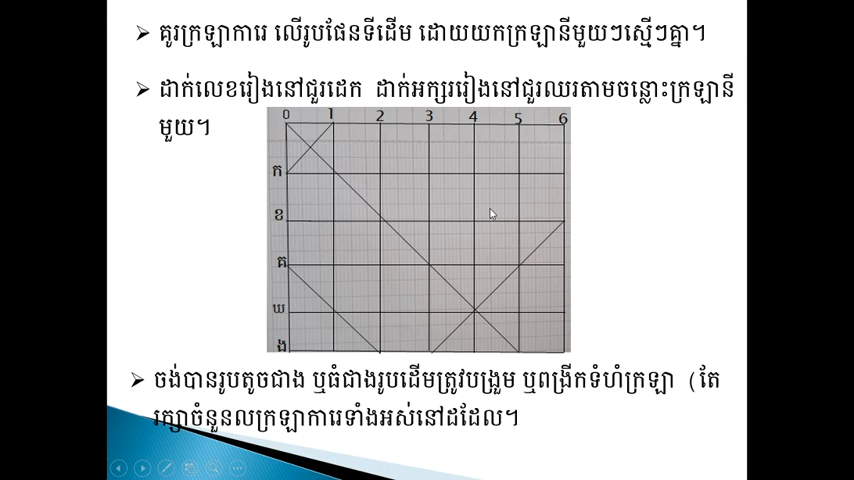 គូរក្រឡាការេ លើរូបផែនទីដើម ដោយយកក្រឡានីមួយៗស្មើៗគ្នា។
ដាក់លេខរៀងនៅជួរដេក ដាក់អក្សររៀងនៅជួរឈរតាមចន្លោះក្រឡានី
មួយ។
0 1 2 3 4 5 6
ក
ខ
គ
ឃ
ង
ចង់បានរូបតូចជាង ឬធំជាងរូបដើមត្រូវបង្រួម ឬពង្រីកទំហំក្រឡា (តែ
រក្សាចំនួនលក្រឡាការេទាំងអស់នៅដដែល។